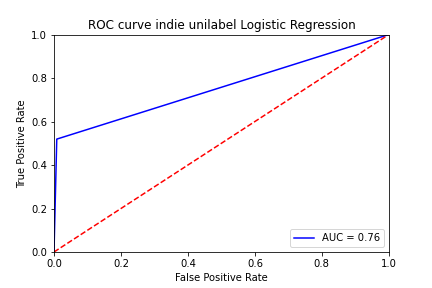 ROC curve indie unilabel Logistic Regression
1.0
0.8
0.6
0.4
0.2
0.0
True Positive Rate
AUC = 0.76
0.0 0.2 0.4 0.6 0.8 1.0
False Positive Rate